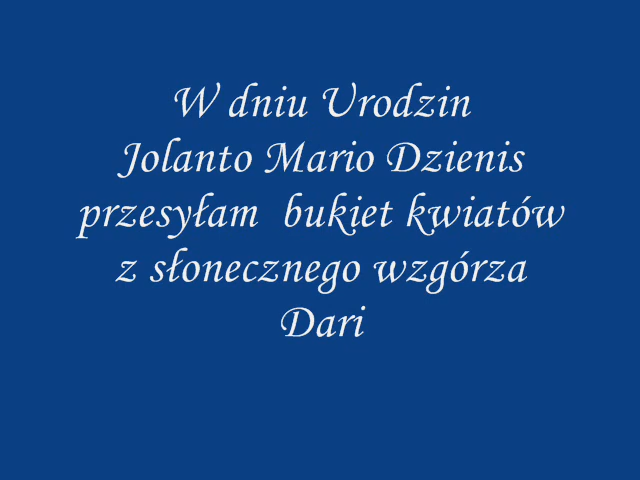 W dniu Urodzin
Jolanto Mario Dzienis
przesyłam bukiet kwiatów
z słonecznego wzgórza
Dari